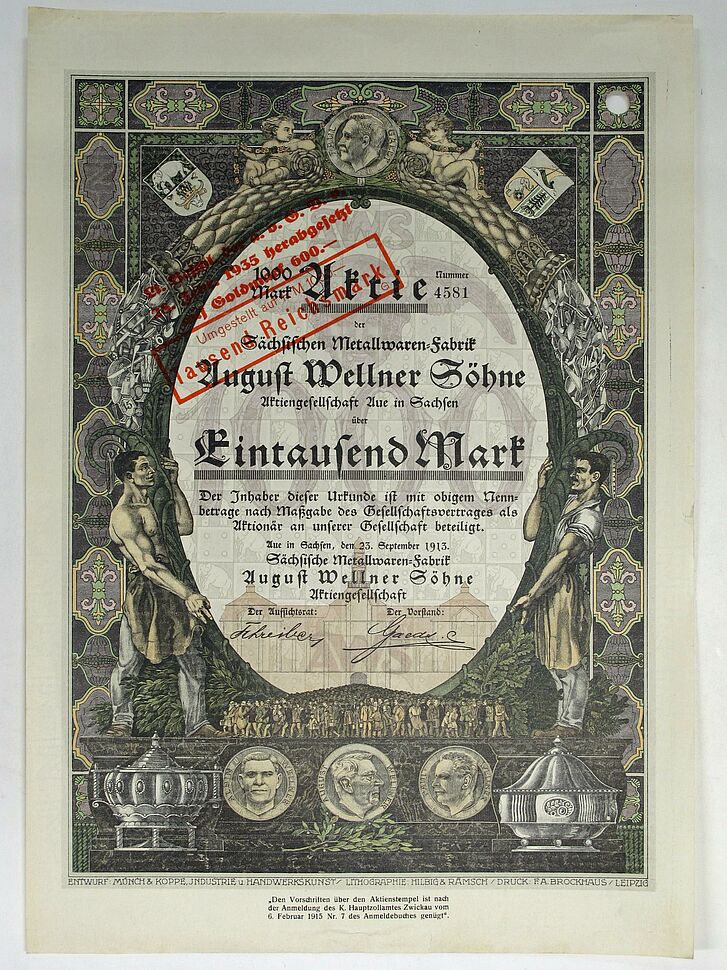 AWS
1000
Mark
Aktie
Nummer
4581
herabgesetzt
Goldmark 600.—
Umgestellt auf
Tausend Reichsmark
der
Sächsischen Metallwaren-Fabrik
August Wellner Söhne
Aktiengesellschaft Aue in Sachsen
über
Eintausend Mark
Der Inhaber dieser Urkunde ist mit obigem Nenn-
betrage nach Maßgabe des Gesellschaftsvertrages als
Aktionär an unserer Gesellschaft beteiligt.
Aue in Sachsen, den 23. September 1913.
Sächsische Metallwaren-Fabrik
August Wellner Söhne
Aktiengesellschaft
Der Aufsichtsrat:
Der Vorstand:
AWS
ENTWURF: MÜNCH & KOPPE, JNDUSTRIE u. HANDWERKSKUNST / LITHOGRAPHIE: HILBIG & RÄMSCH / DRUCK: F. A. BROCKHAUS / LEIPZIG
„Den Vorschriften über den Aktienstempel ist nach
der Anmeldung des K. Hauptzollamtes Zwickau vom
6. Februar 1915 Nr. 7 des Anmeldebuches genügt“.